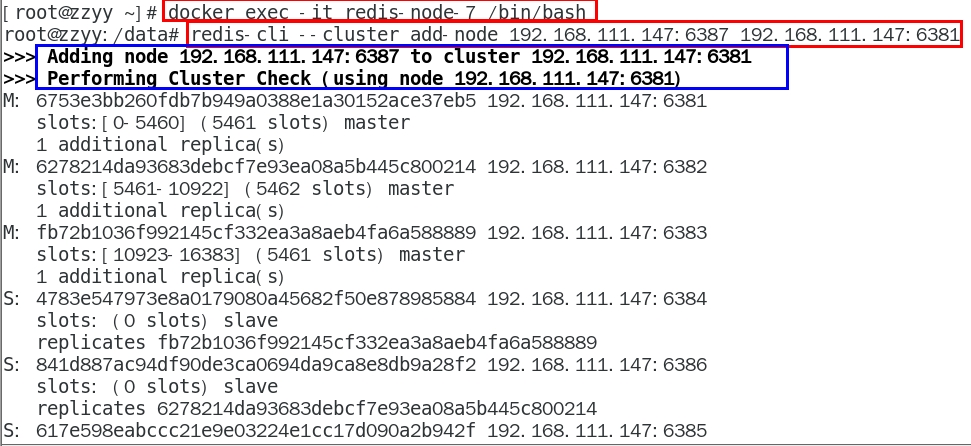 [root@zzyy ~]# docker exec -it redis-node-7 /bin/bash
root@zzyy:/data# redis-cli --cluster add-node 192.168.111.147:6387 192.168.111.147:6381
>>> Adding node 192.168.111.147:6387 to cluster 192.168.111.147:6381
>>> Performing Cluster Check (using node 192.168.111.147:6381)
M: 6753e3bb260fdb7b949a0388e1a30152ace37eb5 192.168.111.147:6381
slots:[0-5460] (5461 slots) master
1 additional replica(s)
M: 6278214da93683debcf7e93ea08a5b445c800214 192.168.111.147:6382
slots:[5461-10922] (5462 slots) master
1 additional replica(s)
M: fb72b1036f992145cf332ea3a8aeb4fa6a588889 192.168.111.147:6383
slots:[10923-16383] (5461 slots) master
1 additional replica(s)
S: 4783e547973e8a0179080a45682f50e878985884 192.168.111.147:6384
slots: (0 slots) slave
replicates fb72b1036f992145cf332ea3a8aeb4fa6a588889
S: 841d887ac94df90de3ca0694da9ca8e8db9a28f2 192.168.111.147:6386
slots: (0 slots) slave
replicates 6278214da93683debcf7e93ea08a5b445c800214
S: 617e598eabccc21e9e03224e1cc17d090a2b942f 192.168.111.147:6385